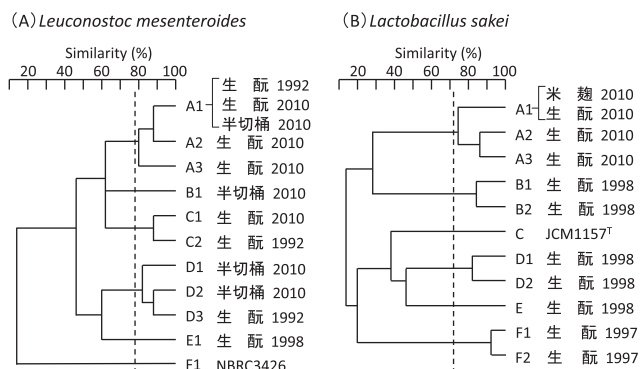 (A) Leuconostoc mesenteroides
Similarity (%)
20 40 60 80 100
A1 生 酛 1992
生 酛 2010
半切桶 2010
A2 生 酛 2010
A3 生 酛 2010
B1 半切桶 2010
C1 生 酛 2010
C2 生 酛 1992
D1 半切桶 2010
D2 半切桶 2010
D3 生 酛 1992
E1 生 酛 1998
F1 NBRC3426
(B) Lactobacillus sakei
Similarity (%)
20 40 60 80 100
A1 米 麹 2010
生 酛 2010
A2 生 酛 2010
A3 生 酛 2010
B1 生 酛 1998
B2 生 酛 1998
C JCM1157T
D1 生 酛 1998
D2 生 酛 1998
E 生 酛 1998
F1 生 酛 1997
F2 生 酛 1997